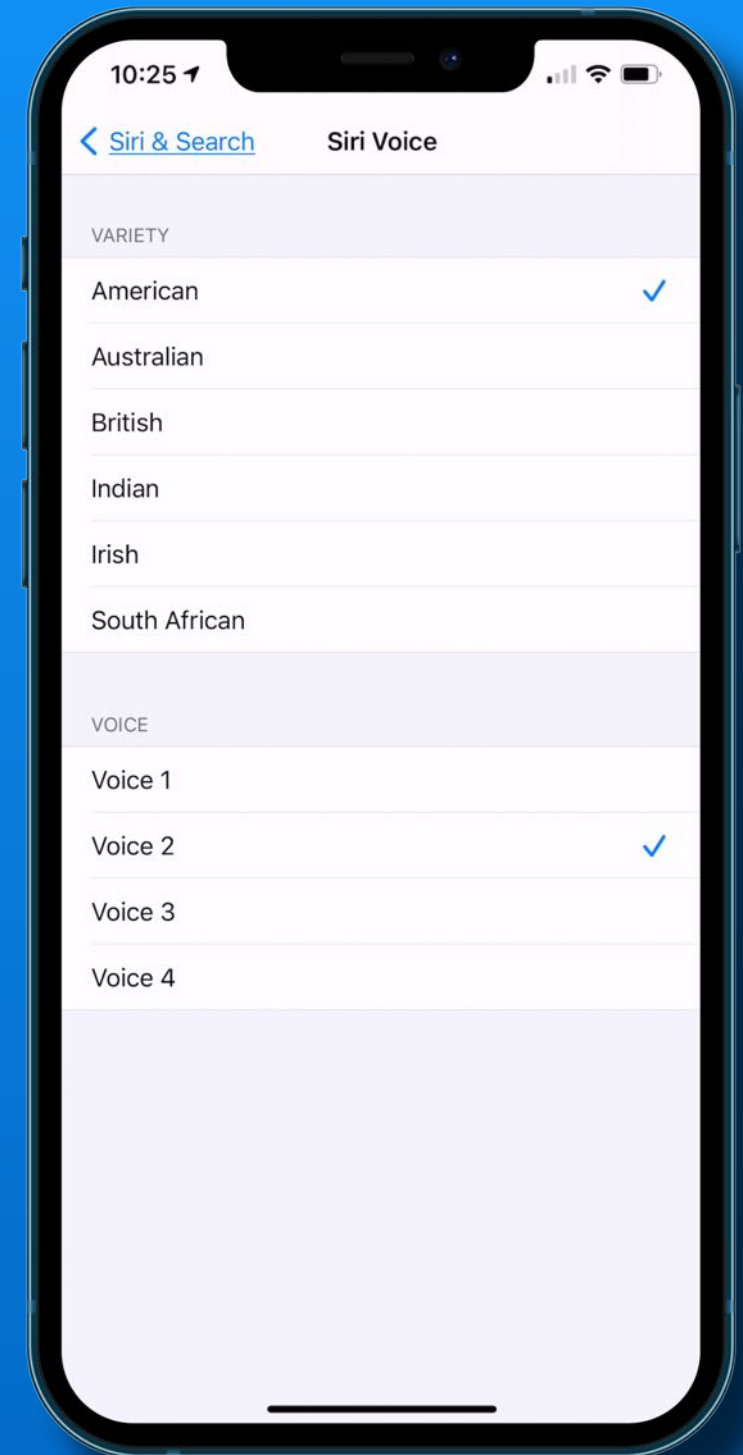 10:25
Siri & Search Siri Voice
VARIETY
American
Australian
British
Indian
Irish
South African
VOICE
Voice 1
Voice 2
Voice 3
Voice 4